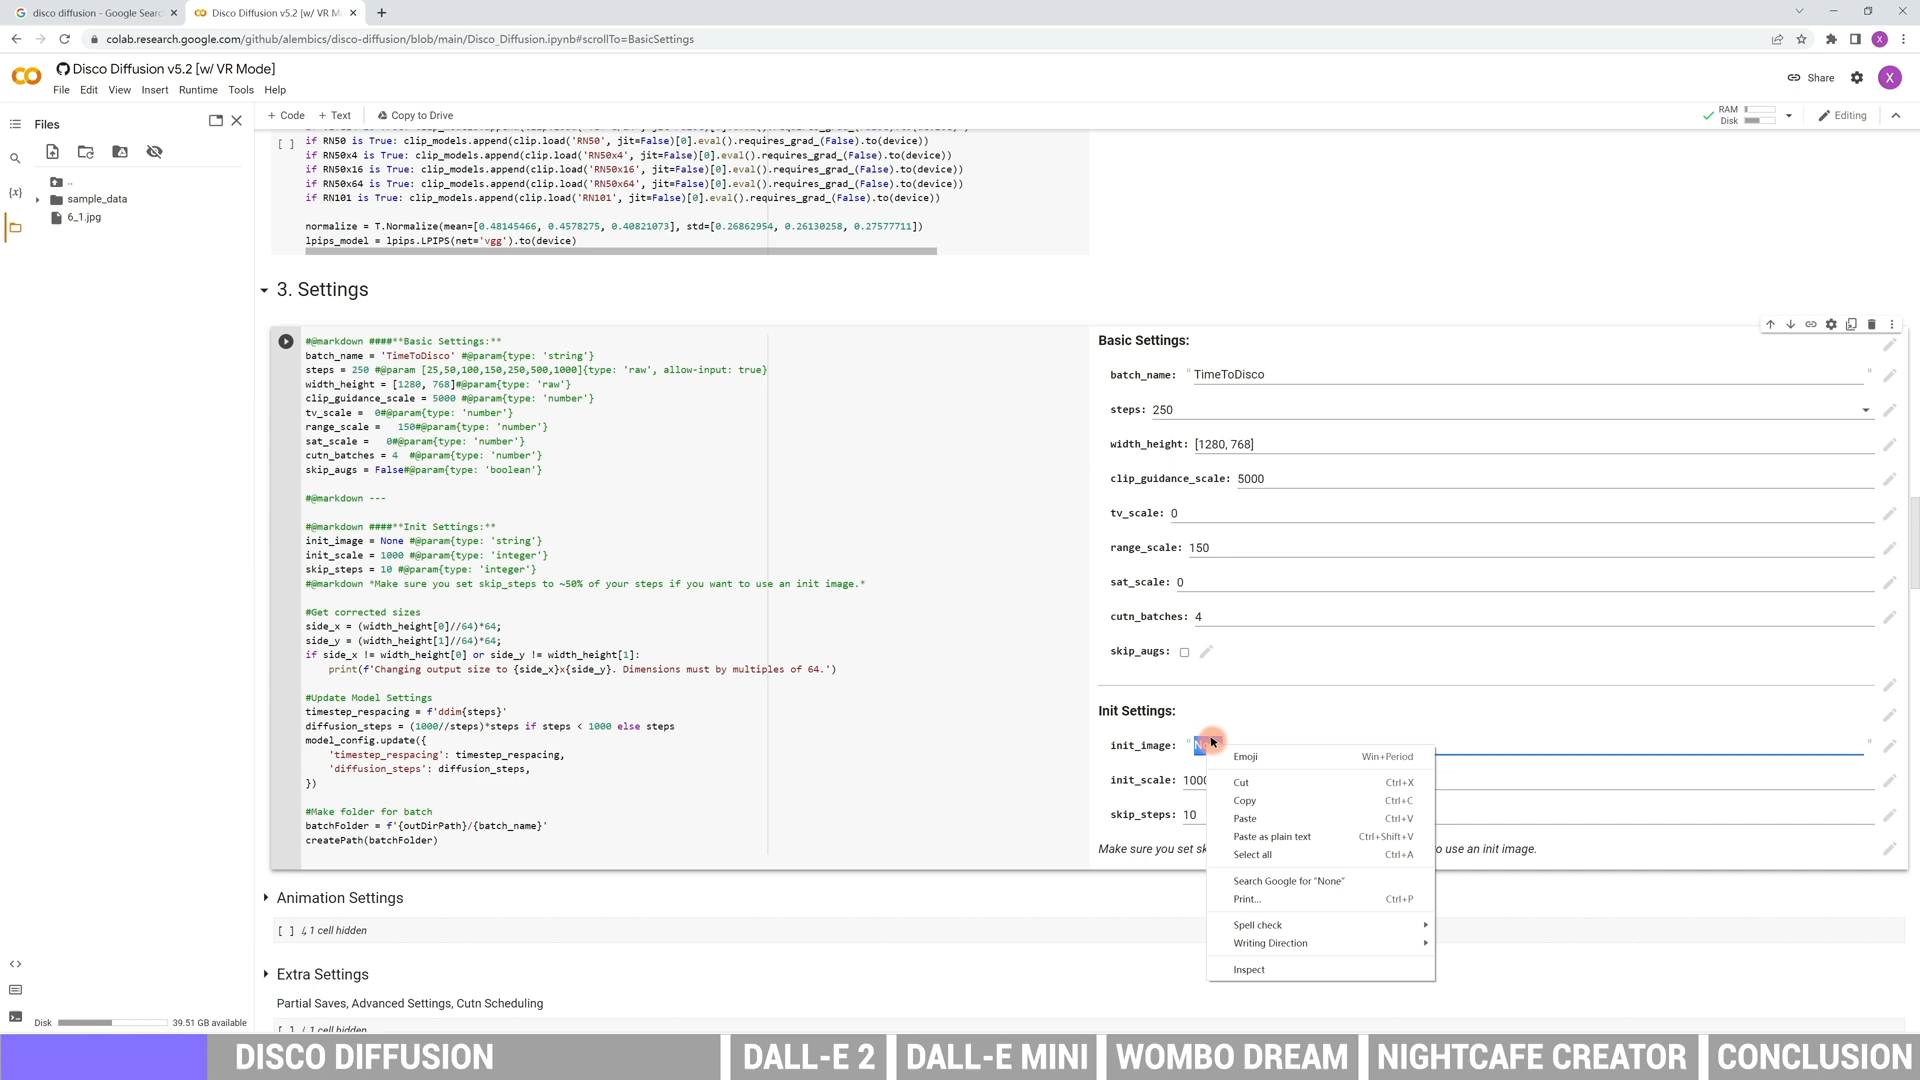 disco diffusion - Google Searc
Disco Diffusion v5.2 [w/ VR M
colab.research.google.com/github/alembics/disco-diffusion/blob/main/Disco_Diffusion.ipynb#scrollTo=BasicSettings
X
Disco Diffusion v5.2 [w/ VR Mode]
File Edit View Insert Runtime Tools Help
Share
X
Files
+ Code + Text Copy to Drive
RAM
Disk
Editing
..
sample_data
6_1.jpg
{x}
[ ]
if RN50 is True: clip_models.append(clip.load('RN50', jit=False)[0].eval().requires_grad_(False).to(device))
if RN50x4 is True: clip_models.append(clip.load('RN50x4', jit=False)[0].eval().requires_grad_(False).to(device))
if RN50x16 is True: clip_models.append(clip.load('RN50x16', jit=False)[0].eval().requires_grad_(False).to(device))
if RN50x64 is True: clip_models.append(clip.load('RN50x64', jit=False)[0].eval().requires_grad_(False).to(device))
if RN101 is True: clip_models.append(clip.load('RN101', jit=False)[0].eval().requires_grad_(False).to(device))
normalize = T.Normalize(mean=[0.48145466, 0.4578275, 0.40821073], std=[0.26862954, 0.26130258, 0.27577711])
lpips_model = lpips.LPIPS(net='vgg').to(device)
3. Settings
#@markdown ####**Basic Settings:**
batch_name = 'TimeToDisco' #@param{type: 'string'}
steps = 250 #@param [25,50,100,150,250,500,1000]{type: 'raw', allow-input: true}
width_height = [1280, 768]#@param{type: 'raw'}
clip_guidance_scale = 5000 #@param{type: 'number'}
tv_scale = 0#@param{type: 'number'}
range_scale = 150#@param{type: 'number'}
sat_scale = 0#@param{type: 'number'}
cutn_batches = 4 #@param{type: 'number'}
skip_augs = False#@param{type: 'boolean'}
#@markdown ---
#@markdown ####**Init Settings:**
init_image = None #@param{type: 'string'}
init_scale = 1000 #@param{type: 'integer'}
skip_steps = 10 #@param{type: 'integer'}
#@markdown *Make sure you set skip_steps to ~50% of your steps if you want to use an init image.*
#Get corrected sizes
side_x = (width_height[0]//64)*64;
side_y = (width_height[1]//64)*64;
if side_x != width_height[0] or side_y != width_height[1]:
print(f'Changing output size to {side_x}x{side_y}. Dimensions must by multiples of 64.')
#Update Model Settings
timestep_respacing = f'ddim{steps}'
diffusion_steps = (1000//steps)*steps if steps < 1000 else steps
model_config.update({
'timestep_respacing': timestep_respacing,
'diffusion_steps': diffusion_steps,
})
#Make folder for batch
batchFolder = f'{outDirPath}/{batch_name}'
createPath(batchFolder)
Basic Settings:
batch_name: " TimeToDisco "
steps: 250
width_height: [1280, 768]
clip_guidance_scale: 5000
tv_scale: 0
range_scale: 150
sat_scale: 0
cutn_batches: 4
skip_augs:
Init Settings:
init_image: " "
init_scale: 1000
skip_steps: 10
Make sure you set sk
o use an init image.
Emoji Win+Period
Cut Ctrl+X
Copy Ctrl+C
Paste Ctrl+V
Paste as plain text Ctrl+Shift+V
Select all Ctrl+A
Search Google for "None"
Print... Ctrl+P
Spell check
Writing Direction
Inspect
Animation Settings
[ ] 1 cell hidden
Extra Settings
Partial Saves, Advanced Settings, Cutn Scheduling
[ ] 1 cell hidden
Disk 39.51 GB available
DISCO DIFFUSION DALL-E 2 DALL-E MINI WOMBO DREAM NIGHTCAFE CREATOR CONCLUSION